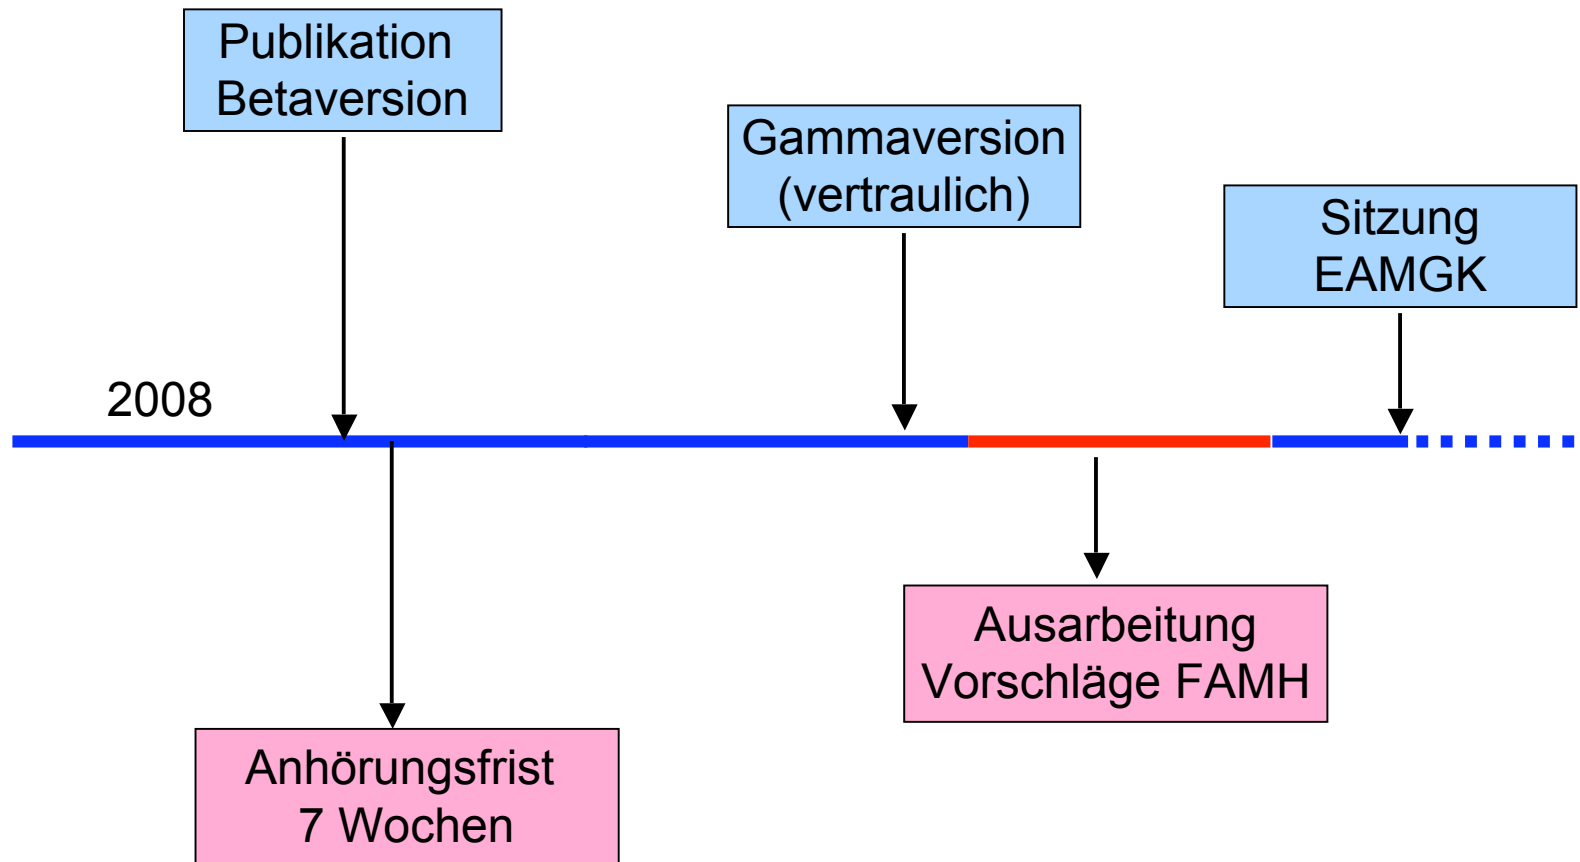 Publikation
Betaversion
Gammaversion
(vertraulich)
Sitzung
EAMGK
2008
Ausarbeitung
Vorschläge FAMH
Anhörungsfrist
7 Wochen